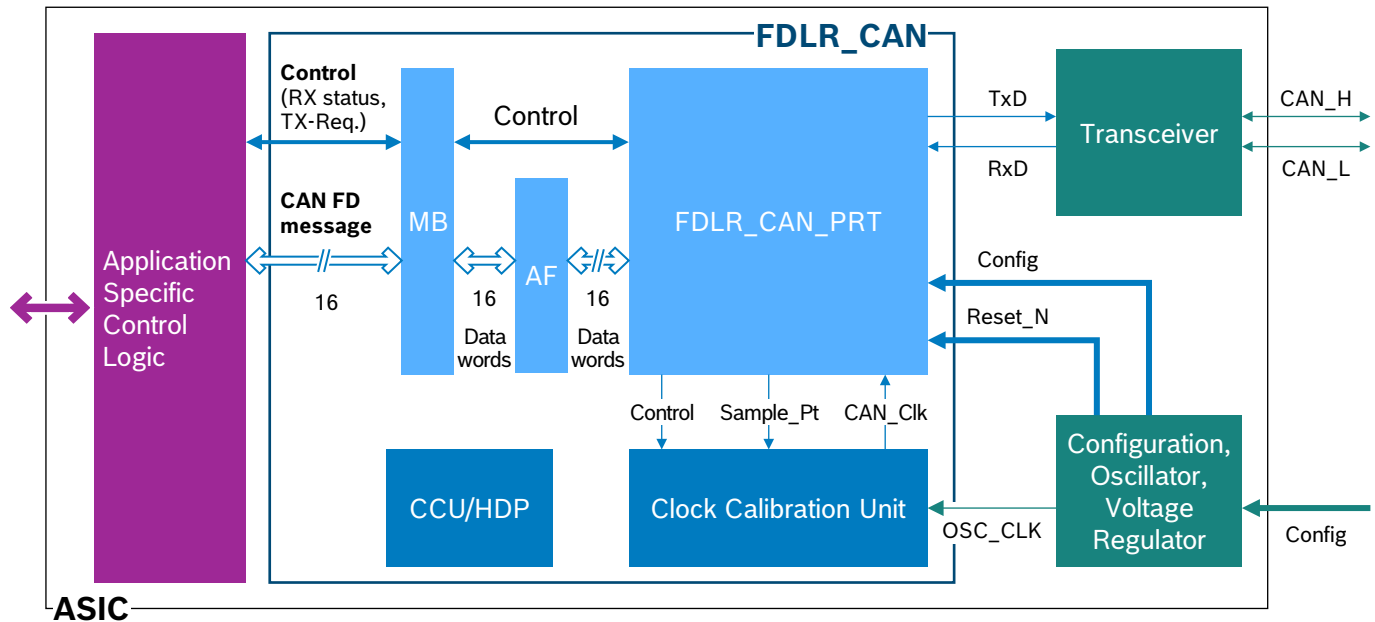 FDLR_CAN
Control
(RX status,
TX-Req.)
Control
TxD
RxD
Transceiver
CAN_H
CAN_L
CAN FD
message
16
MB
AF
16
Data
words
16
Data
words
FDLR_CAN_PRT
Application
Specific
Control
Logic
Config
Reset_N
Control
Sample_Pt
CAN_Clk
CCU/HDP
Clock Calibration Unit
OSC_CLK
Configuration,
Oscillator,
Voltage
Regulator
Config
ASIC